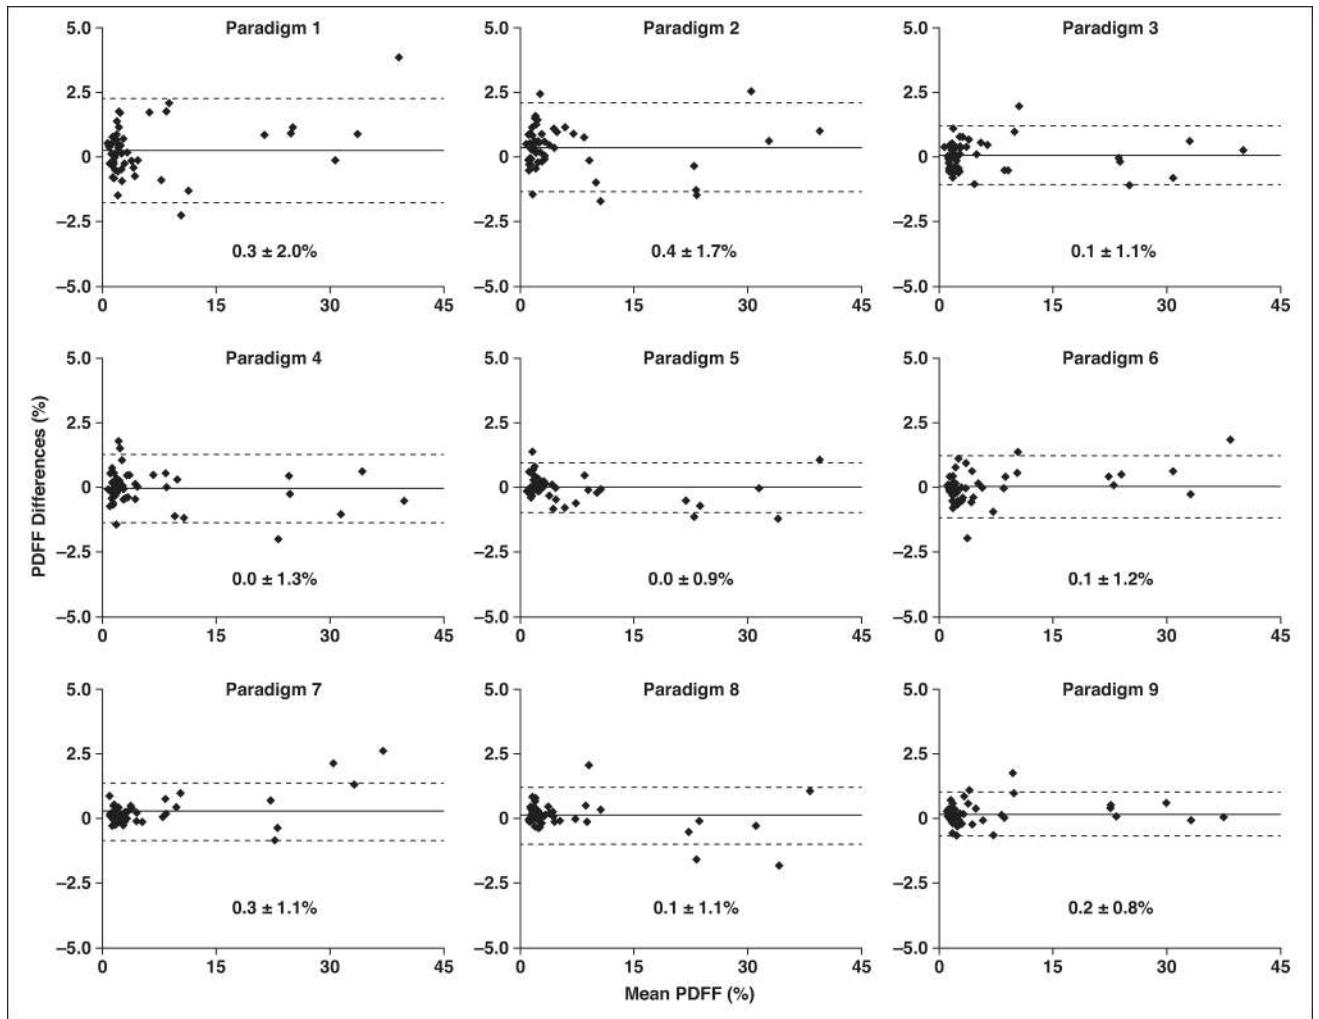 Paradigm 1
5.0
2.5
0
–2.5
–5.0
0.3 ± 2.0%
0 15 30 45
Paradigm 2
5.0
2.5
0
–2.5
–5.0
0.4 ± 1.7%
0 15 30 45
Paradigm 3
5.0
2.5
0
–2.5
–5.0
0.1 ± 1.1%
0 15 30 45
PDFF Differences (%)
Paradigm 4
5.0
2.5
0
–2.5
–5.0
0.0 ± 1.3%
0 15 30 45
Paradigm 5
5.0
2.5
0
–2.5
–5.0
0.0 ± 0.9%
0 15 30 45
Paradigm 6
5.0
2.5
0
–2.5
–5.0
0.1 ± 1.2%
0 15 30 45
Paradigm 7
5.0
2.5
0
–2.5
–5.0
0.3 ± 1.1%
0 15 30 45
Paradigm 8
5.0
2.5
0
–2.5
–5.0
0.1 ± 1.1%
0 15 30 45
Paradigm 9
5.0
2.5
0
–2.5
–5.0
0.2 ± 0.8%
0 15 30 45
Mean PDFF (%)